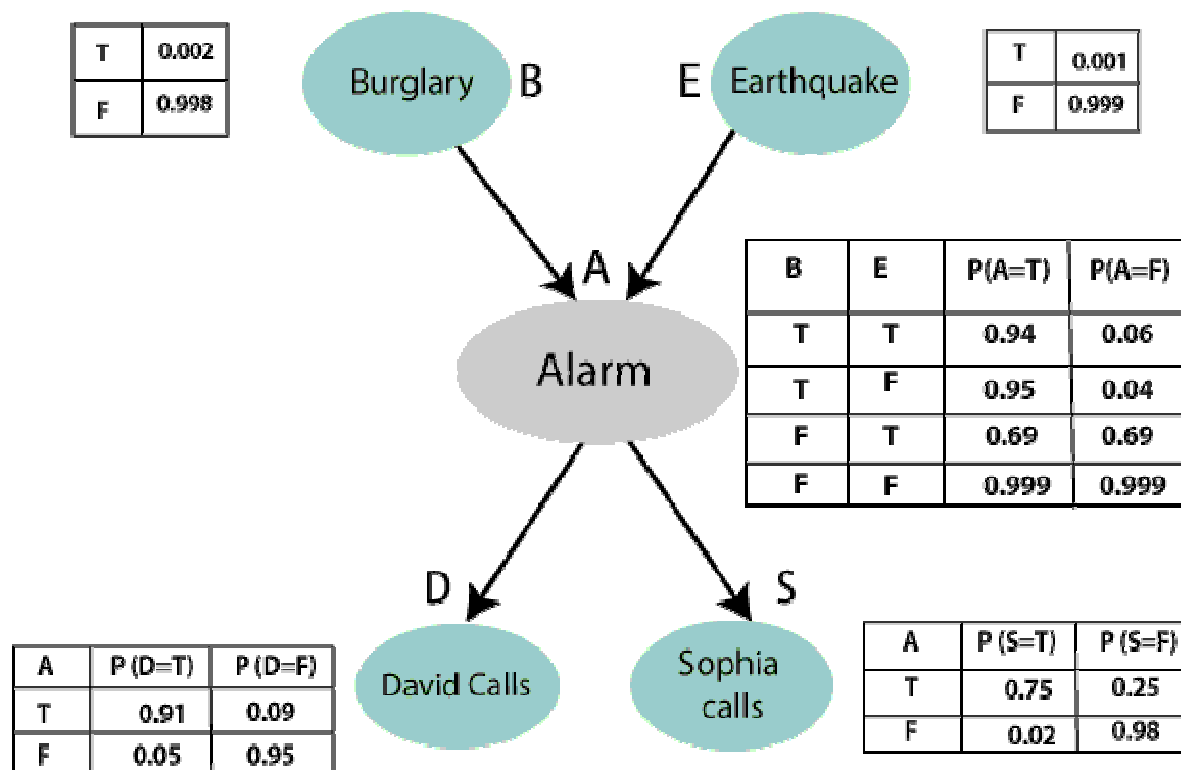 T 0.002
F 0.998
Burglary B
E Earthquake
T 0.001
F 0.999
A
Alarm
B E P(A=T) P(A=F)
T T 0.94 0.06
T F 0.95 0.04
F T 0.69 0.69
F F 0.999 0.999
D
S
A P (D=T) P (D=F)
T 0.91 0.09
F 0.05 0.95
David Calls
Sophia
calls
A P (S=T) P (S=F)
T 0.75 0.25
F 0.02 0.98